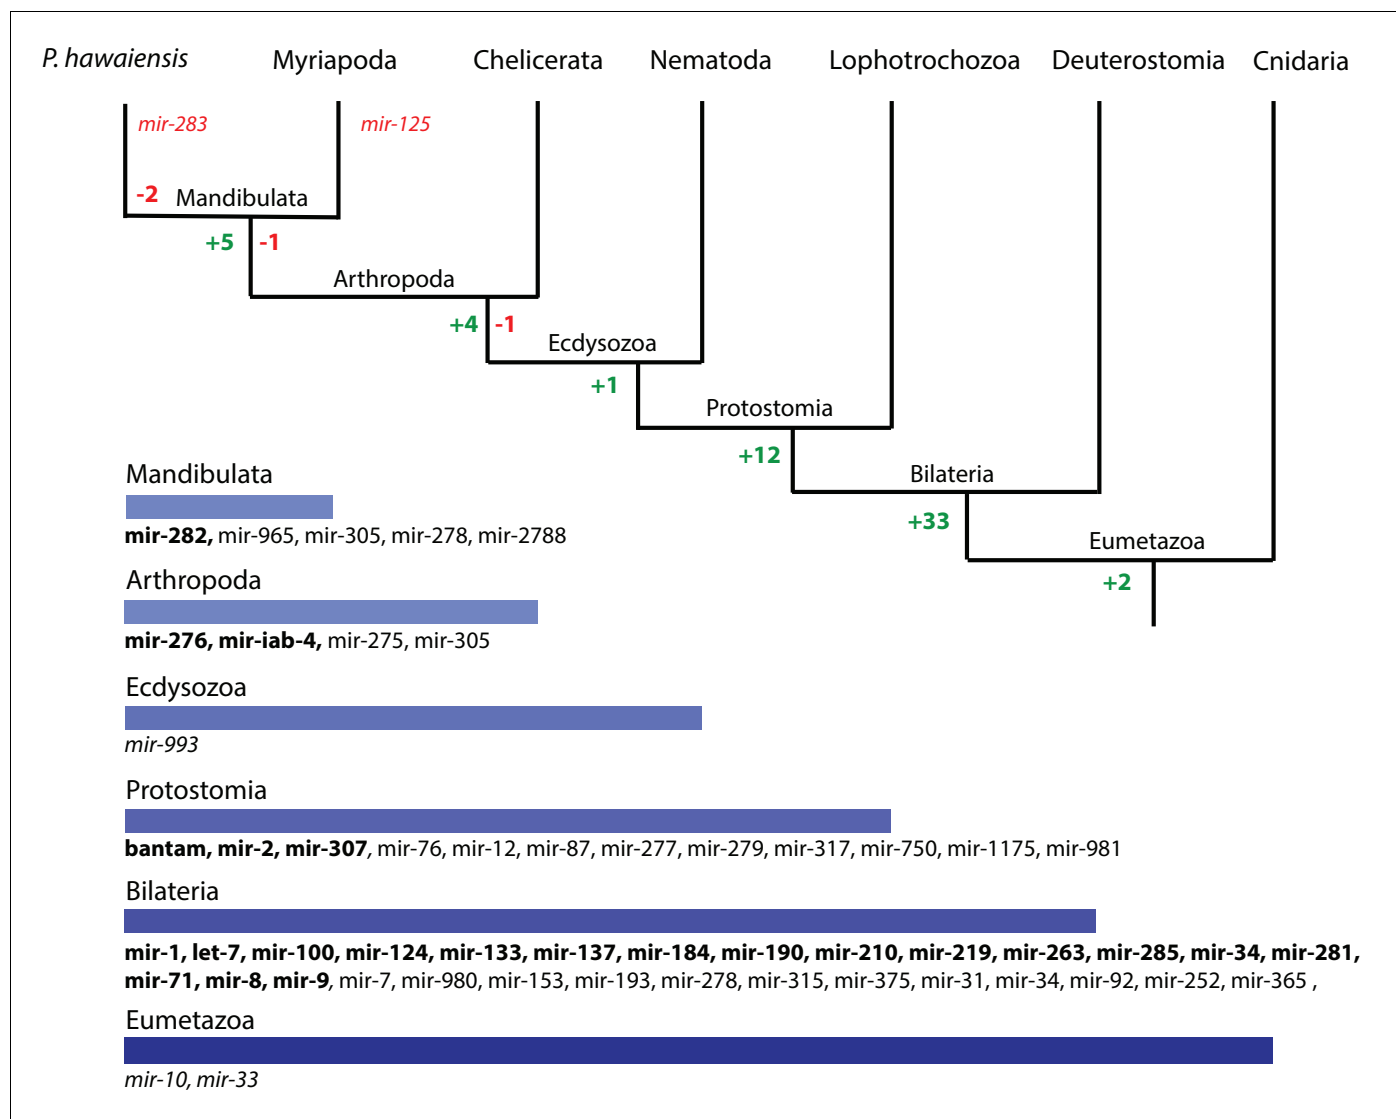 P. hawaiensis Myriapoda Chelicerata Nematoda Lophotrochozoa Deuterostomia Cnidaria
mir-283 mir-125
-2 Mandibulata
+5 -1
Arthropoda
+4 -1
Ecdysozoa
+1
Protostomia
+12
Bilateria
+33
Eumetazoa
+2
Mandibulata
mir-282, mir-965, mir-305, mir-278, mir-2788
Arthropoda
mir-276, mir-iab-4, mir-275, mir-305
Ecdysozoa
mir-993
Protostomia
bantam, mir-2, mir-307, mir-76, mir-12, mir-87, mir-277, mir-279, mir-317, mir-750, mir-1175, mir-981
Bilateria
mir-1, let-7, mir-100, mir-124, mir-133, mir-137, mir-184, mir-190, mir-210, mir-219, mir-263, mir-285, mir-34, mir-281,
mir-71, mir-8, mir-9, mir-7, mir-980, mir-153, mir-193, mir-278, mir-315, mir-375, mir-31, mir-34, mir-92, mir-252, mir-365 ,
Eumetazoa
mir-10, mir-33